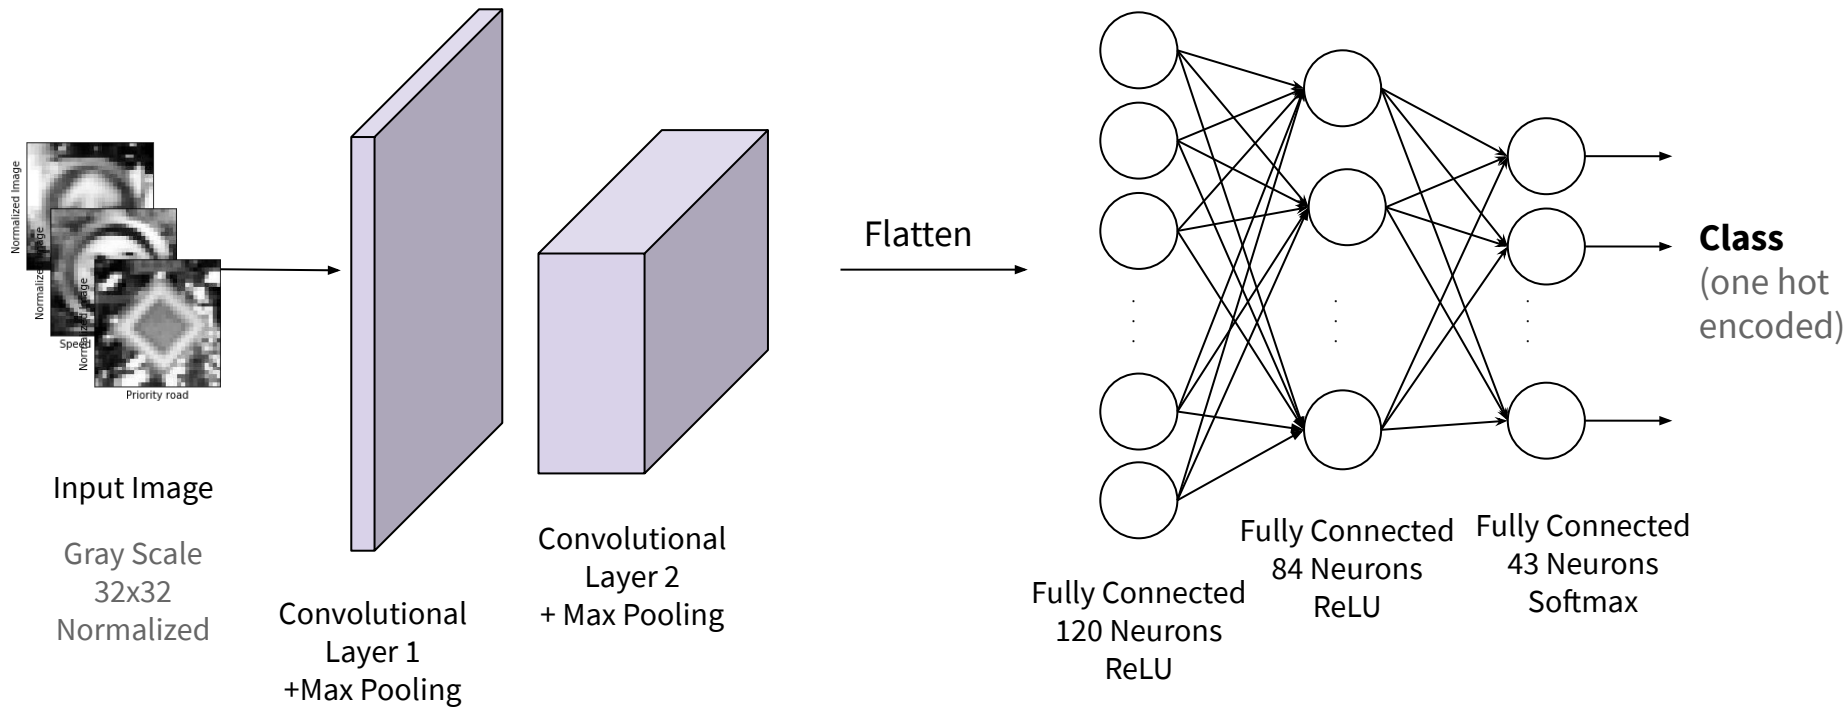 Normalized Image
Speed
Priority road
Input Image
Gray Scale
32x32
Normalized
Convolutional
Layer 1
+Max Pooling
Convolutional
Layer 2
+ Max Pooling
Flatten
Fully Connected
120 Neurons
ReLU
Fully Connected
84 Neurons
ReLU
Fully Connected
43 Neurons
Softmax
Class
(one hot
encoded)